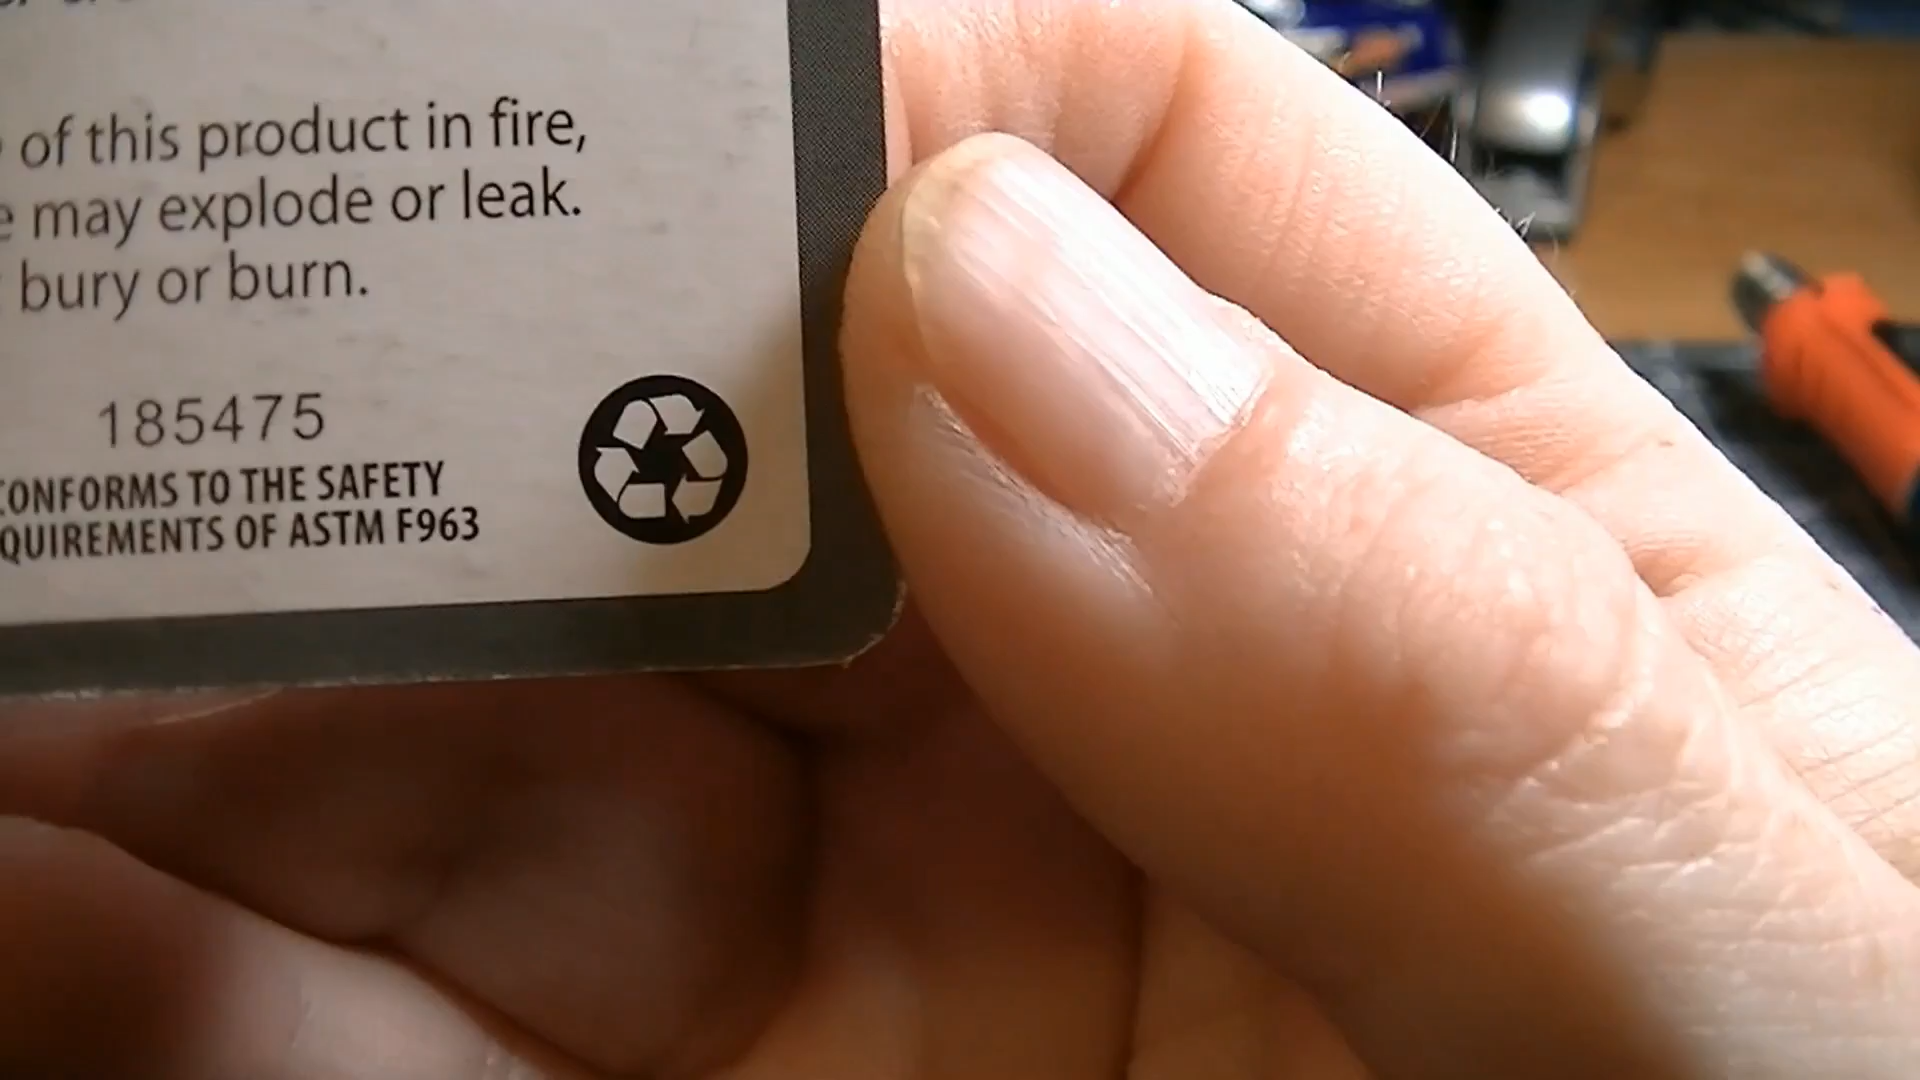 of this product in fire,
may explode or leak.
bury or burn.
185475
CONFORMS TO THE SAFETY
QUIREMENTS OF ASTM F963